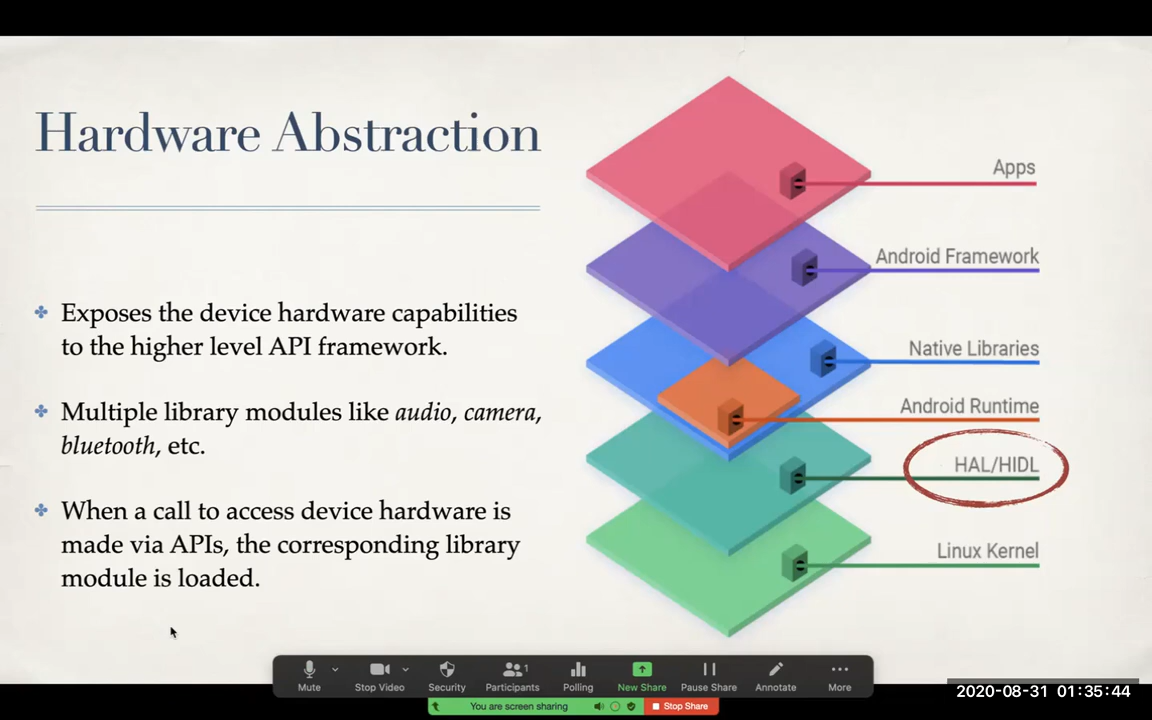 Hardware Abstraction
Exposes the device hardware capabilities
to the higher level API framework.
Multiple library modules like audio, camera,
bluetooth, etc.
When a call to access device hardware is
made via APIs, the corresponding library
module is loaded.
Apps
Android Framework
Native Libraries
Android Runtime
HAL/HIDL
Linux Kernel
Mute
Stop Video
Security
Participants
1
Polling
New Share
Pause Share
Annotate
More
You are screen sharing
Stop Share
2020-08-31 01:35:44